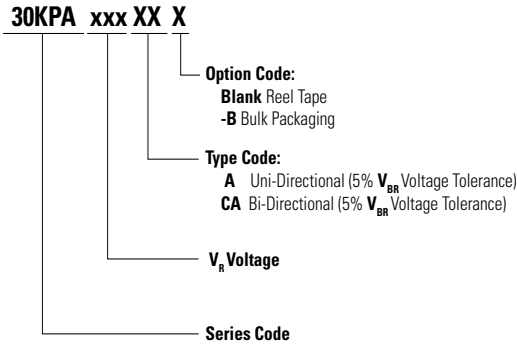 30KPA xxx XX X
Option Code:
Blank Reel Tape
-B Bulk Packaging
Type Code:
A Uni-Directional (5% VBR Voltage Tolerance)
CA Bi-Directional (5% VBR Voltage Tolerance)
VR Voltage
Series Code